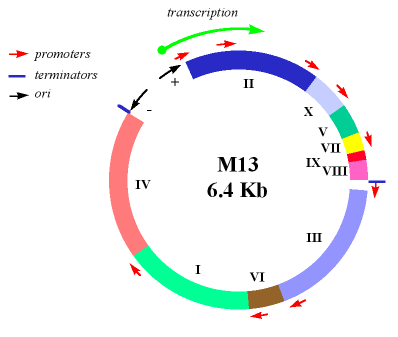 transcription
promoters
terminators
ori
+
-
II
X
V
VII
IX
VIII
M13
6.4 Kb
IV
III
I
VI